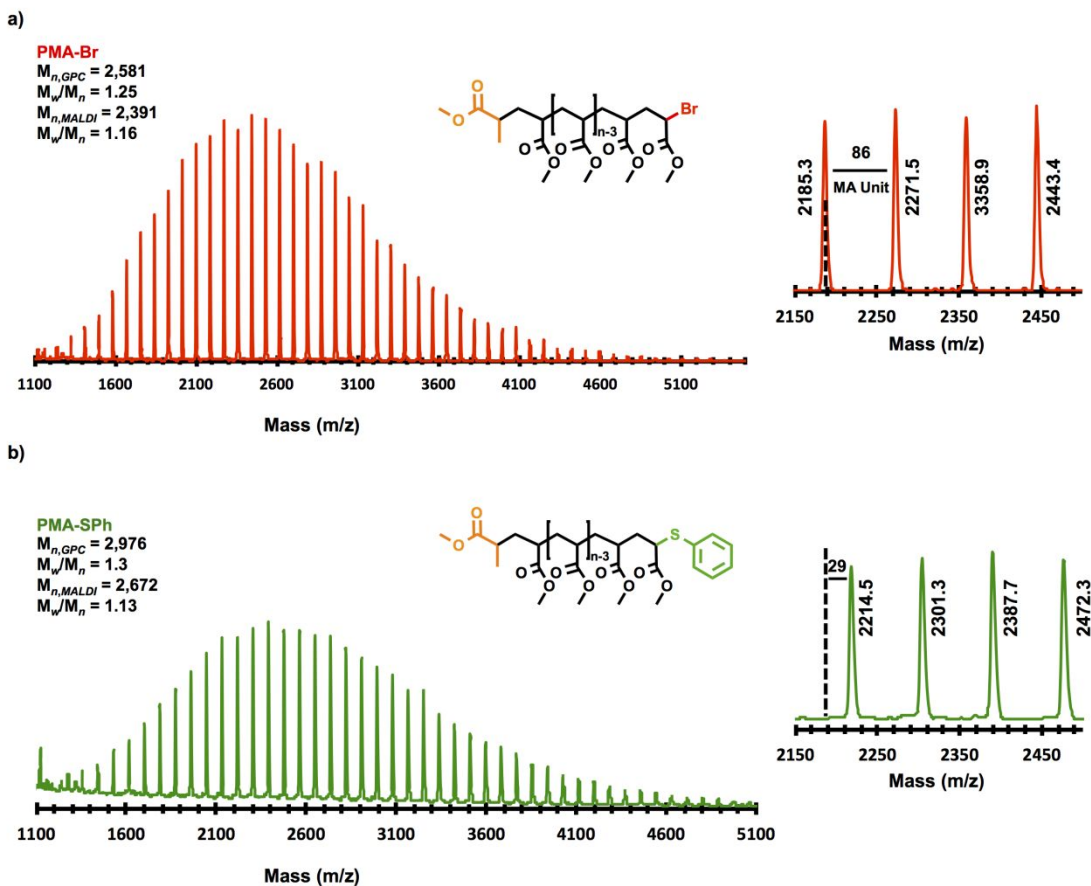 a)
PMA-Br
Mn,GPC = 2,581
Mw/Mn = 1.25
Mn,MALDI = 2,391
Mw/Mn = 1.16
O
O
n-3
Br
O O O O O O O O
86
MA Unit
2185.3
2271.5
3358.9
2443.4
2150 2250 2350 2450
Mass (m/z)
1100 1600 2100 2600 3100 3600 4100 4600 5100
Mass (m/z)
b)
PMA-SPh
Mn,GPC = 2,976
Mw/Mn = 1.3
Mn,MALDI = 2,672
Mw/Mn = 1.13
O
O
n-3
S
O O O O O O O O
29
2214.5
2301.3
2387.7
2472.3
2150 2250 2350 2450
Mass (m/z)
1100 1600 2100 2600 3100 3600 4100 4600 5100
Mass (m/z)